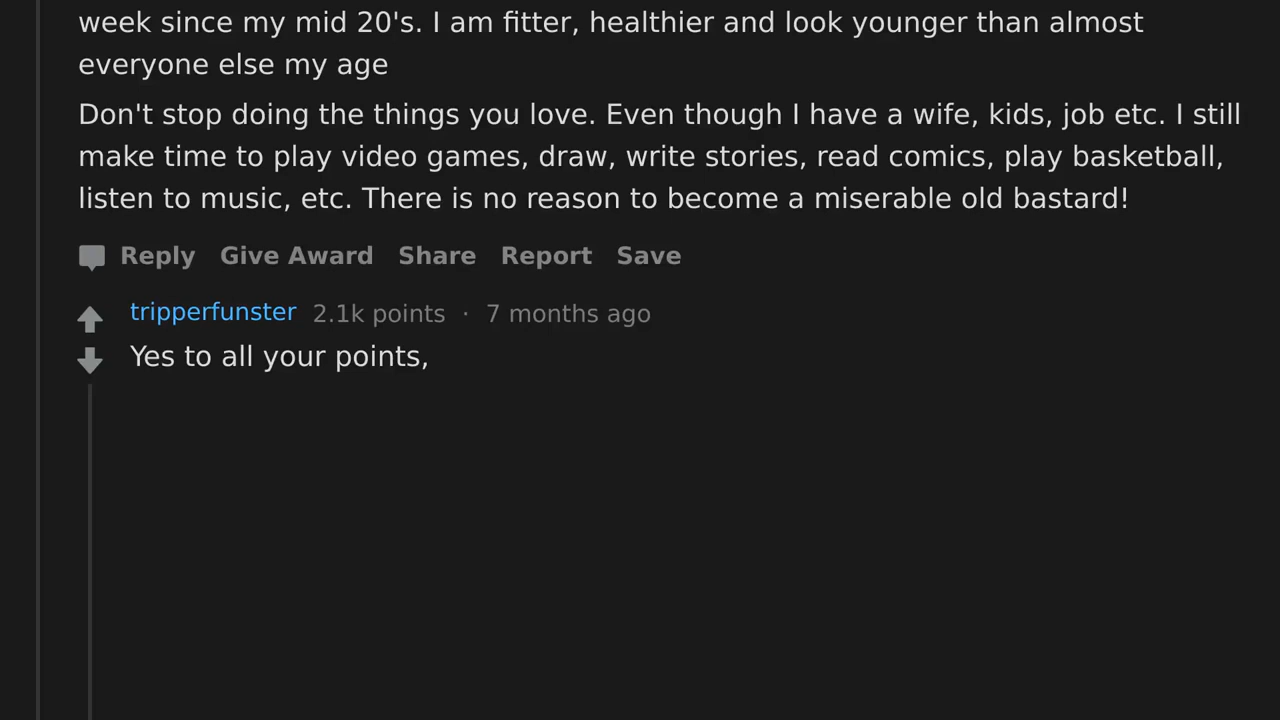 week since my mid 20's. I am fitter, healthier and look younger than almost
everyone else my age
Don't stop doing the things you love. Even though I have a wife, kids, job etc. I still
make time to play video games, draw, write stories, read comics, play basketball,
listen to music, etc. There is no reason to become a miserable old bastard!
Reply Give Award Share Report Save
tripperfunster 2.1k points · 7 months ago
Yes to all your points,